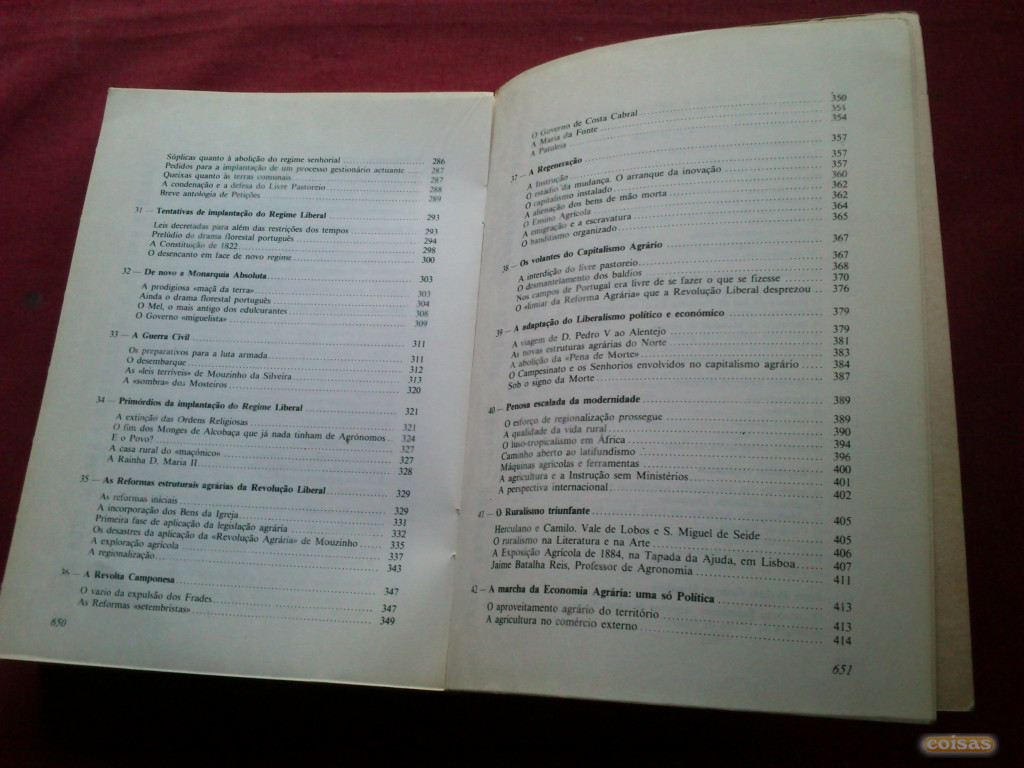 Súplicas quanto à abolição do regime senhorial 286
Pedidos para a implantação de um processo gestionário actuante 287
Queixas quanto às terras comunais 287
A condenação e a defesa do Livre Pastoreio 288
Breve antologia de Petições 289
31 — Tentativas de implantação do Regime Liberal 293
Leis decretadas para além das restrições dos tempos 293
Prelúdio do drama florestal português 294
A Constituição de 1822 298
O desencanto em face de novo regime 300
32 — De novo a Monarquia Absoluta 303
A prodigiosa «maçã da terra» 303
Ainda o drama florestal português 304
O Mel, o mais antigo dos edulcurantes 308
O Governo «miguelista» 309
33 — A Guerra Civil 311
Os preparativos para a luta armada 311
O desembarque 312
As «leis terríveis» de Mouzinho da Silveira 313
A «sombra» dos Mosteiros 320
34 — Primórdios da implantação do Regime Liberal 321
A extinção das Ordens Religiosas 321
O fim dos Monges de Alcobaça que já nada tinham de Agrónomos 324
E o Povo? 327
A casa rural do «maçónico» 327
A Rainha D. Maria II 328
35 — As Reformas estruturais agrárias da Revolução Liberal 329
As reformas iniciais 329
A incorporação dos Bens da Igreja 331
Primeira fase de aplicação da legislação agrária 332
Os desastres da aplicação da «Revolução Agrária» de Mouzinho 335
A exploração agrícola 337
A regionalização 343
36 — A Revolta Camponesa 347
O vazio da expulsão dos Frades 347
As Reformas «setembristas» 349
650
O Governo de Costa Cabral 350
A Maria da Fonte 351
A Patuleia 354
37 — A Regeneração 357
A Instrução 357
O estádio da mudança. O arranque da inovação 357
O capitalismo instalado 360
A alienação dos bens de mão morta 362
O Ensino Agrícola 362
A emigração e a escravatura 364
O banditismo organizado 365
38 — Os volantes do Capitalismo Agrário 367
A interdição do livre pastoreio 367
O desmantelamento dos baldios 368
Nos campos de Portugal era livre de se fazer o que se fizesse 370
O «limiar da Reforma Agrária» que a Revolução Liberal desprezou 376
39 — A adaptação do Liberalismo político e económico 379
A viagem de D. Pedro V ao Alentejo 379
As novas estruturas agrárias do Norte 381
A abolição da «Pena de Morte» 383
O Campesinato e os Senhorios envolvidos no capitalismo agrário 384
Sob o signo da Morte 387
40 — Penosa escalada da modernidade 389
O esforço de regionalização prossegue 389
A qualidade da vida rural 390
O luso-tropicalismo em África 394
Caminho aberto ao latifundismo 396
Máquinas agrícolas e ferramentas 400
A agricultura e a Instrução sem Ministérios 401
A perspectiva internacional 402
41 — O Ruralismo triunfante 405
Herculano e Camilo. Vale de Lobos e S. Miguel de Seide 405
O ruralismo na Literatura e na Arte 406
A Exposição Agrícola de 1884, na Tapada da Ajuda, em Lisboa 407
Jaime Batalha Reis, Professor de Agronomia 411
42 — A marcha da Economia Agrária: uma só Política 413
O aproveitamento agrário do território 413
A agricultura no comércio externo 414
651
coisas